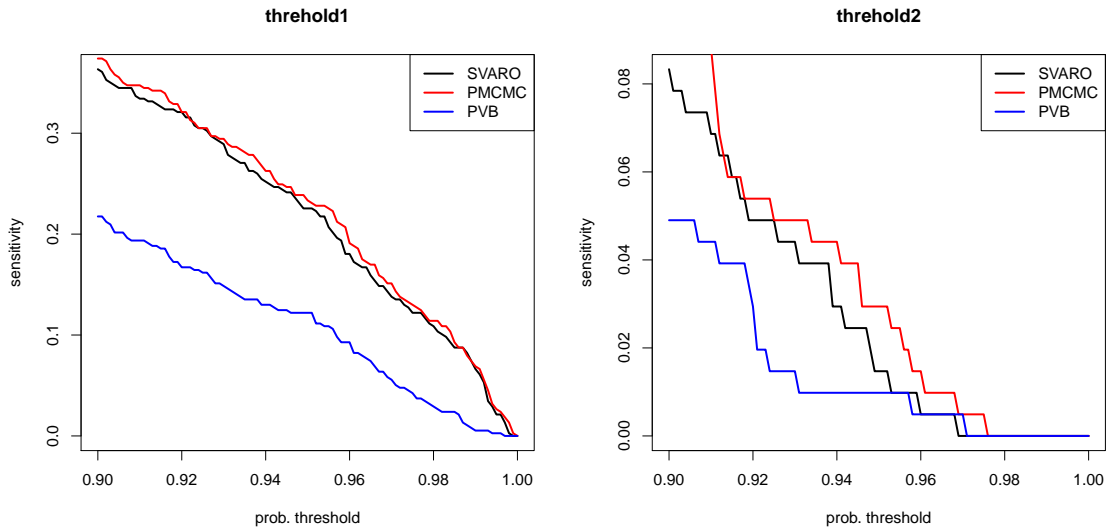 threhold1
SVARO
PMCMC
PVB
0.3
0.2
0.1
0.0
sensitivity
0.90
0.92
0.94
0.96
0.98
1.00
prob. threshold
threhold2
SVARO
PMCMC
PVB
0.08
0.06
0.04
0.02
0.00
sensitivity
0.90
0.92
0.94
0.96
0.98
1.00
prob. threshold